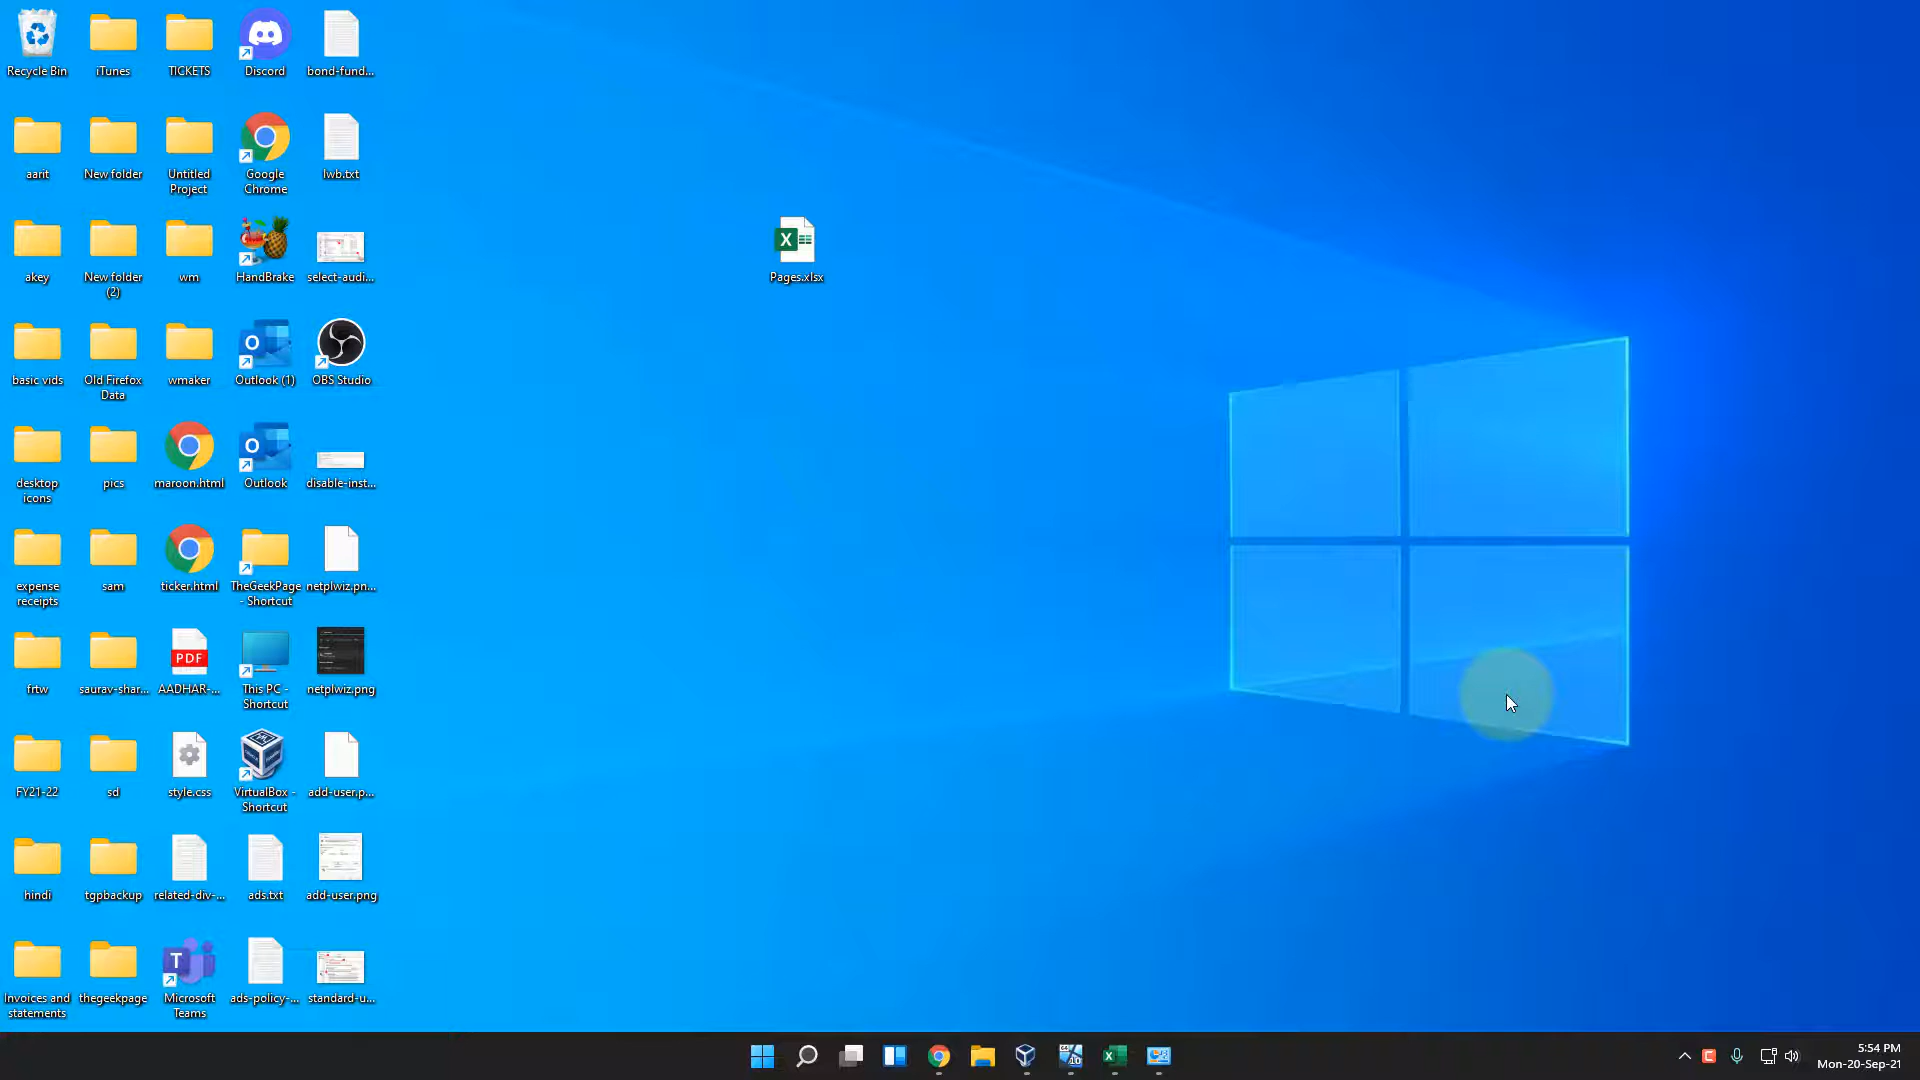 Recycle Bin
iTunes
TICKETS
Discord
bond-fund...
aarit
New folder
Untitled
Project
Google
Chrome
lwb.txt
akey
New folder
(2)
wm
HandBrake
select-audi...
Pages.xlsx
basic vids
Old Firefox
Data
wmaker
Outlook (1)
OBS Studio
desktop
icons
pics
maroon.html
Outlook
disable-inst...
expense
receipts
sam
ticker.html
TheGeekPage
- Shortcut
netplwiz.pn...
frtw
saurav-shar...
PDF
AADHAR-...
This PC -
Shortcut
netplwiz.png
FY21-22
sd
style.css
VirtualBox -
Shortcut
add-user.p...
hindi
tgpbackup
related-div-...
ads.txt
add-user.png
Invoices and
statements
thegeekpage
Microsoft
Teams
ads-policy-...
standard-u...
5:54 PM
Mon-20-Sep-21